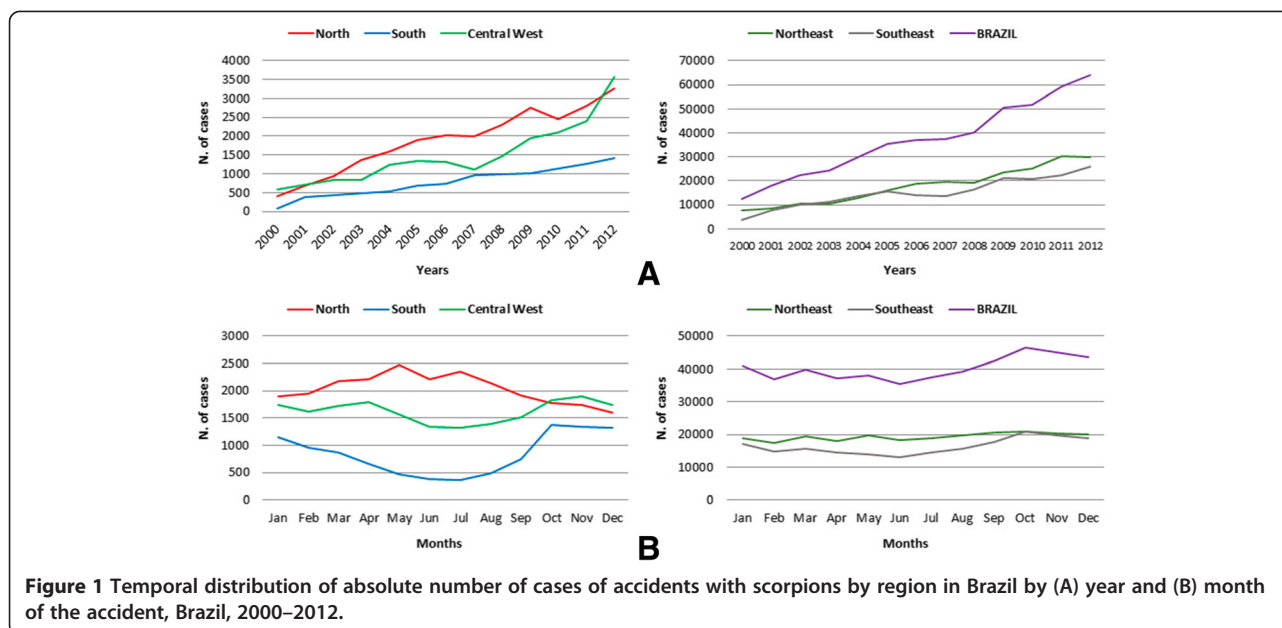 North South Central West
4000
3500
3000
2500
2000
1500
1000
500
0
N. of cases
2000 2001 2002 2003 2004 2005 2006 2007 2008 2009 2010 2011 2012
Years
Northeast Southeast BRAZIL
70000
60000
50000
40000
30000
20000
10000
0
N. of cases
2000 2001 2002 2003 2004 2005 2006 2007 2008 2009 2010 2011 2012
Years
A
North South Central West
3000
2500
2000
1500
1000
500
0
N. of cases
Jan Feb Mar Apr May Jun Jul Aug Sep Oct Nov Dec
Months
Northeast Southeast BRAZIL
50000
40000
30000
20000
10000
0
N. of cases
Jan Feb Mar Apr May Jun Jul Aug Sep Oct Nov Dec
Months
B
Figure 1 Temporal distribution of absolute number of cases of accidents with scorpions by region in Brazil by (A) year and (B) month
of the accident, Brazil, 2000–2012.